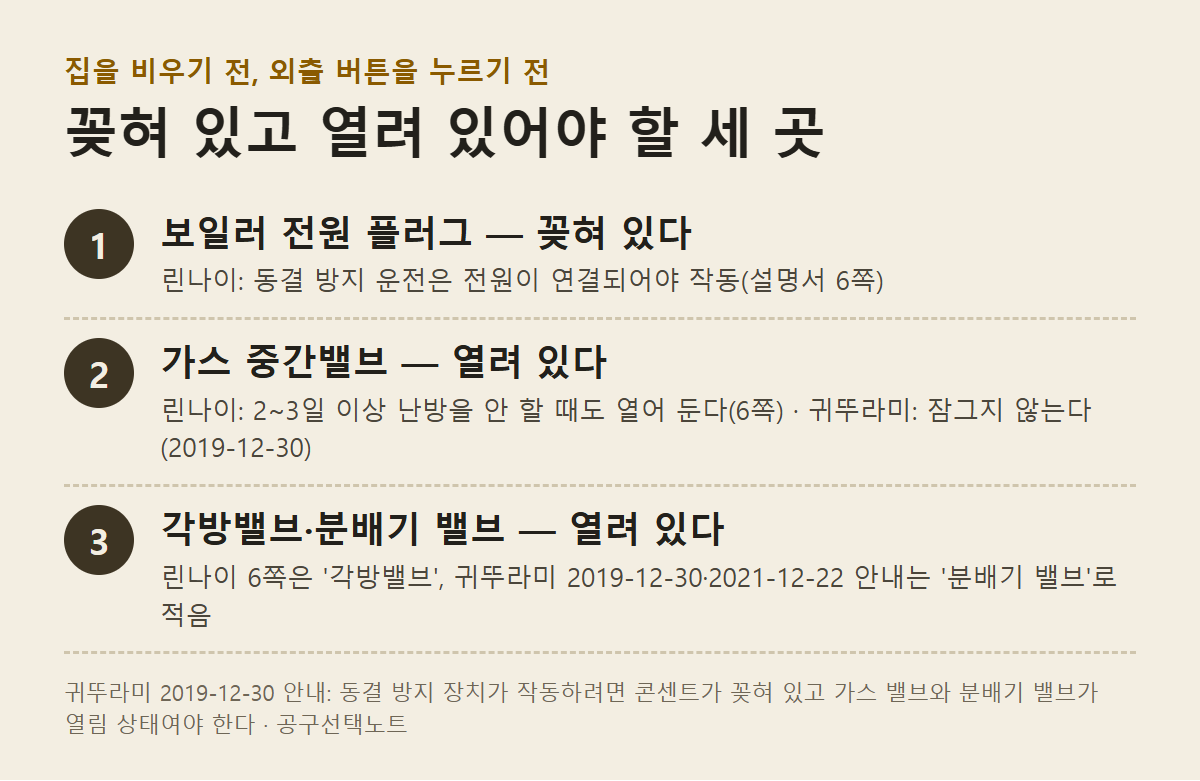 집을 비우기 전, 외출 버튼을 누르기 전
꽂혀 있고 열려 있어야 할 세 곳
1
보일러 전원 플러그 — 꽂혀 있다
린나이: 동결 방지 운전은 전원이 연결되어야 작동(설명서 6쪽)
2
가스 중간밸브 — 열려 있다
린나이: 2~3일 이상 난방을 안 할 때도 열어 둔다(6쪽) · 귀뚜라미: 잠그지 않는다
(2019-12-30)
3
각방밸브·분배기 밸브 — 열려 있다
린나이 6쪽은 '각방밸브', 귀뚜라미 2019-12-30·2021-12-22 안내는 '분배기 밸브'로
적음
귀뚜라미 2019-12-30 안내: 동결 방지 장치가 작동하려면 콘센트가 꽂혀 있고 가스 밸브와 분배기 밸브가
열림 상태여야 한다 · 공구선택노트